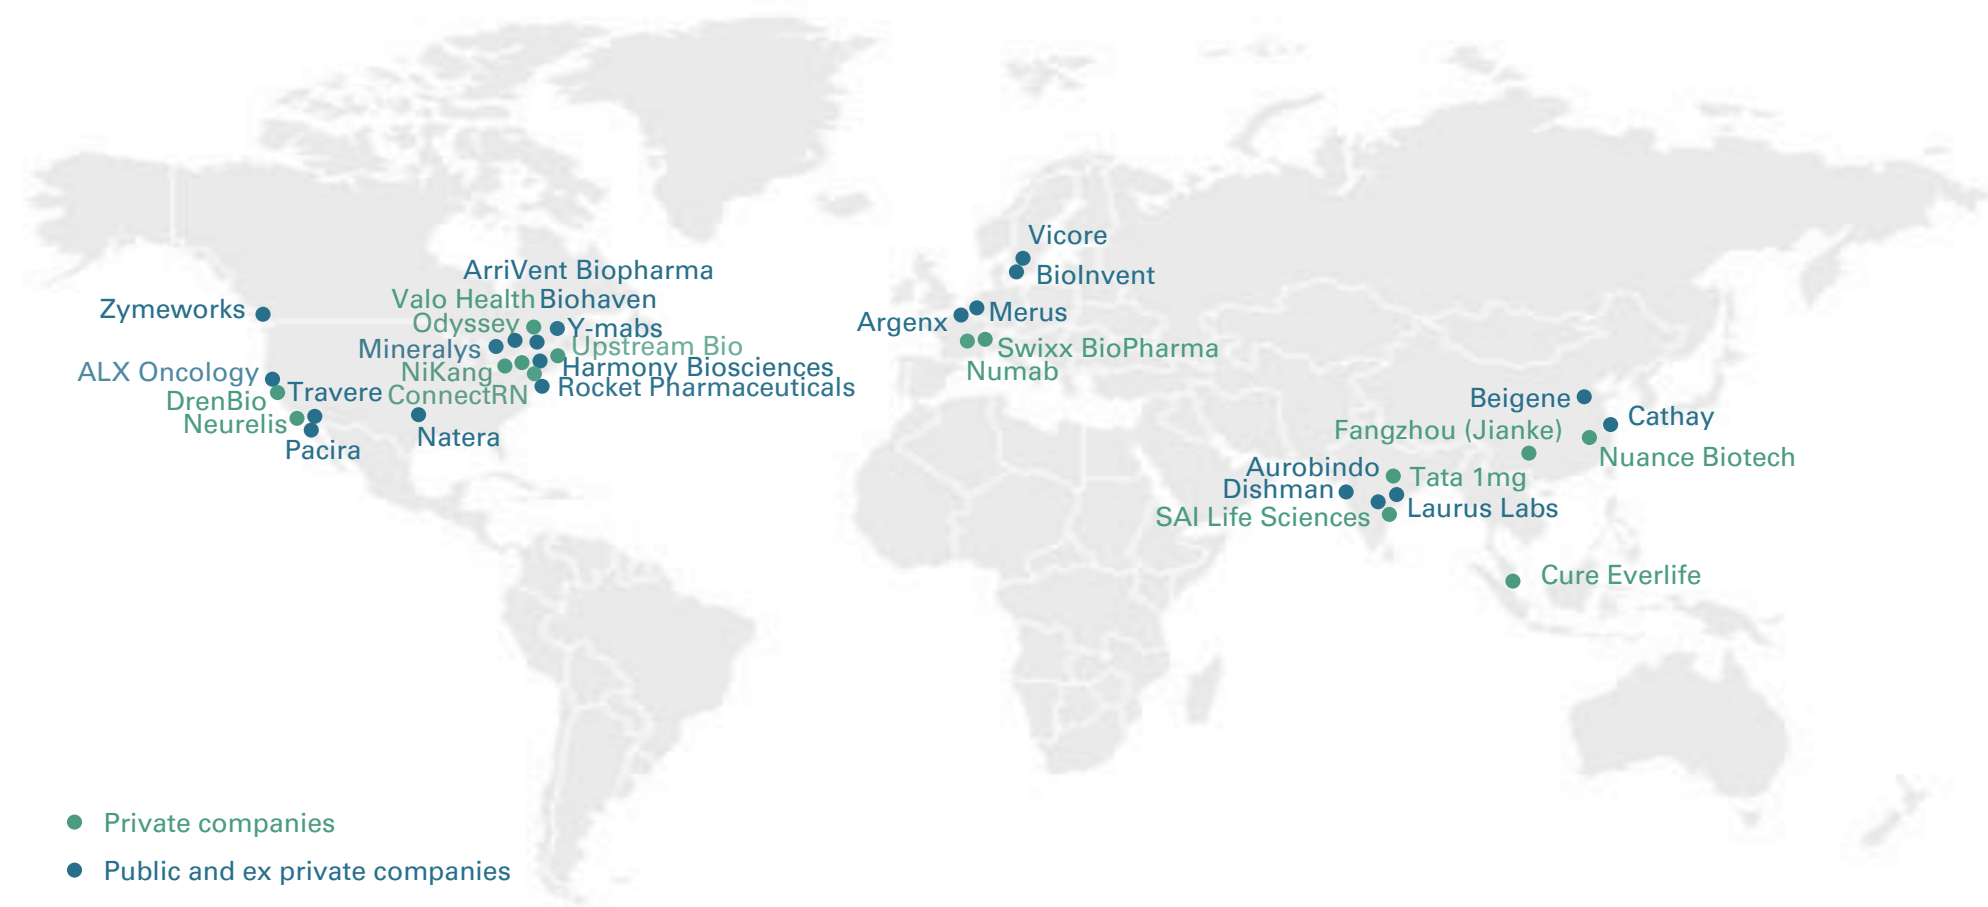 Vicore
BioInvent
ArriVent Biopharma
Valo Health
Biohaven
Zymeworks
Merus
Argenx
Odyssey
Y-mabs
Mineralys
Upstream Bio
Swixx BioPharma
Numab
ALX Oncology
NiKang
Harmony Biosciences
DrenBio
Travere
ConnectRN
Rocket Pharmaceuticals
Neurelis
Pacira
Natera
Beigene
Cathay
Fangzhou (Jianke)
Nuance Biotech
Aurobindo
Tata 1mg
Dishman
Laurus Labs
SAI Life Sciences
Cure Everlife
Private companies
Public and ex private companies